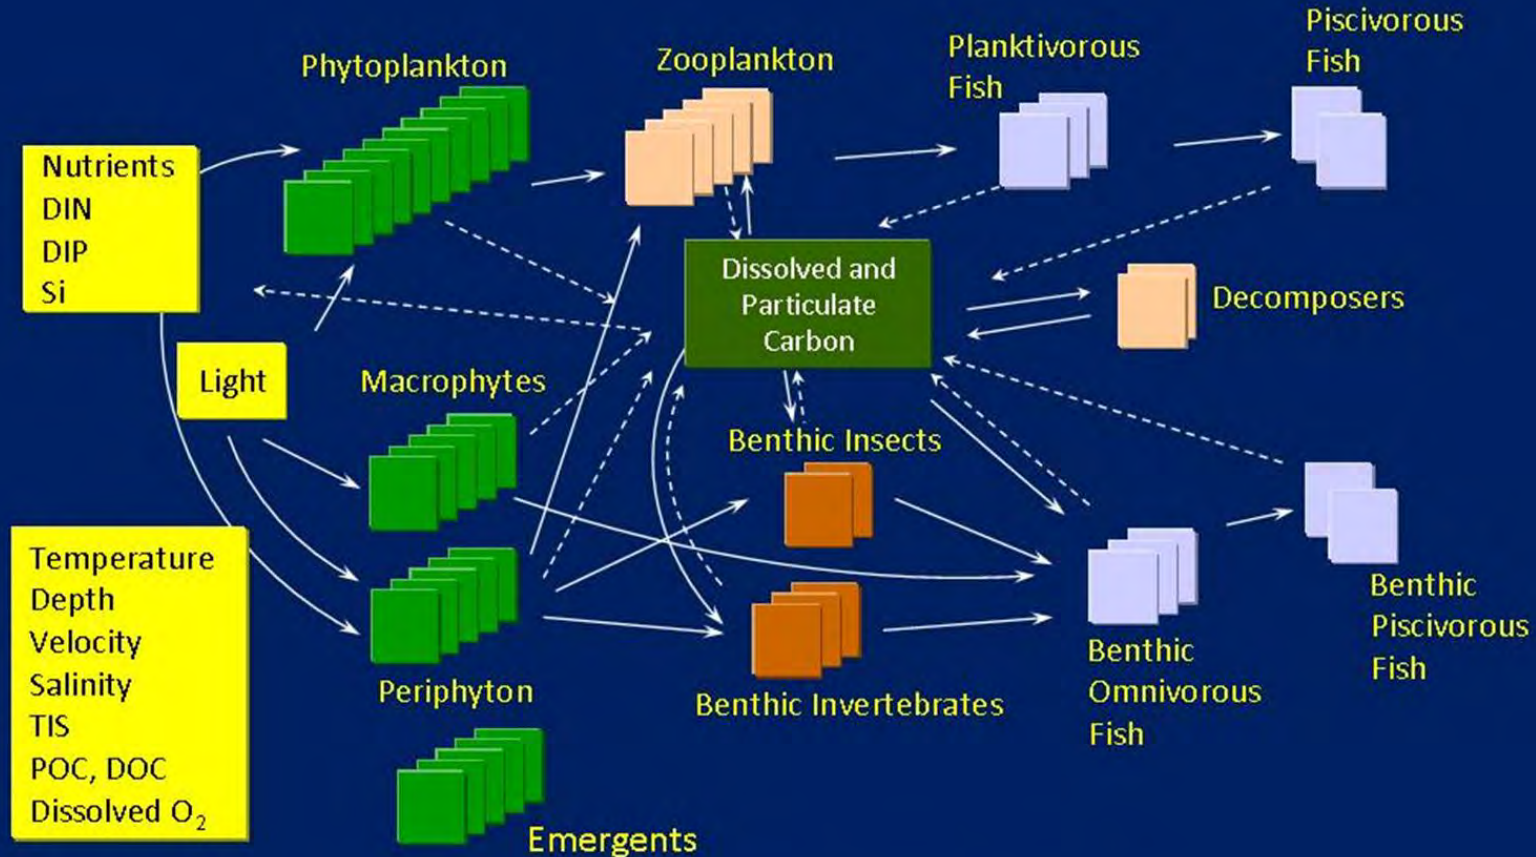 Phytoplankton
Zooplankton
Planktivorous
Fish
Piscivorous
Fish
Nutrients
DIN
DIP
Si
Dissolved and
Particulate
Carbon
Decomposers
Light
Macrophytes
Benthic Insects
Temperature
Depth
Velocity
Salinity
TIS
POC, DOC
Dissolved O₂
Periphyton
Benthic Invertebrates
Benthic
Omnivorous
Fish
Benthic
Piscivorous
Fish
Emergents